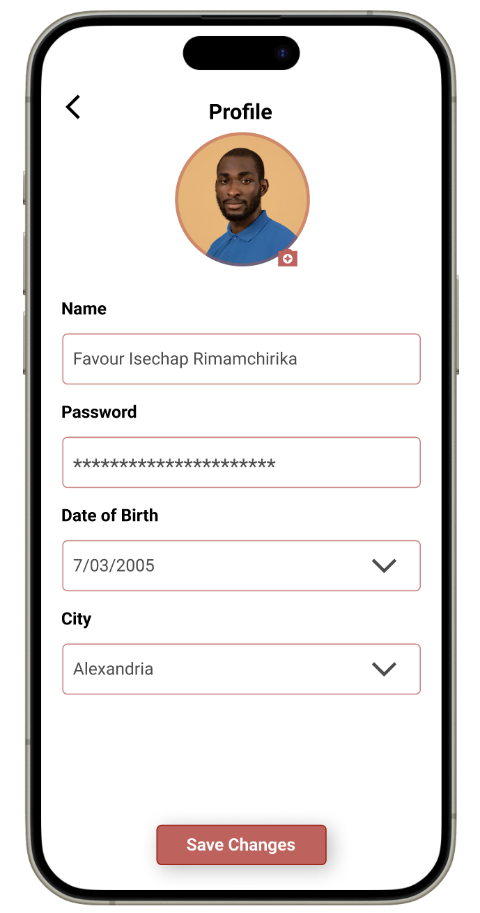 Profile
Name
Favour Isechap Rimamchirika
Password
**********************
Date of Birth
7/03/2005
City
Alexandria
Save Changes